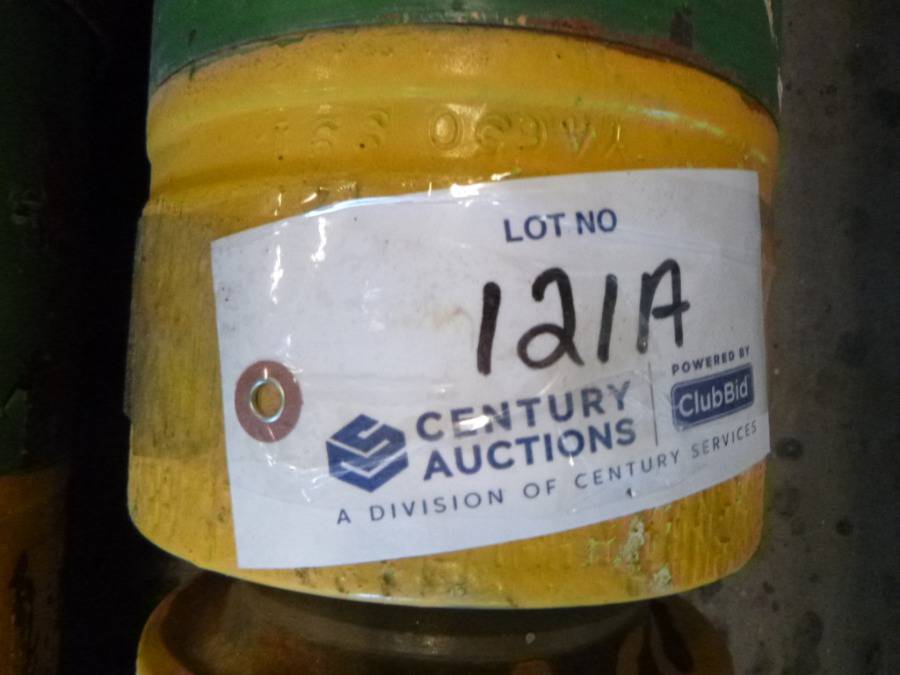 LOT NO
121A
CENTURY
AUCTIONS
POWERED BY
ClubBid
A DIVISION OF CENTURY SERVICES